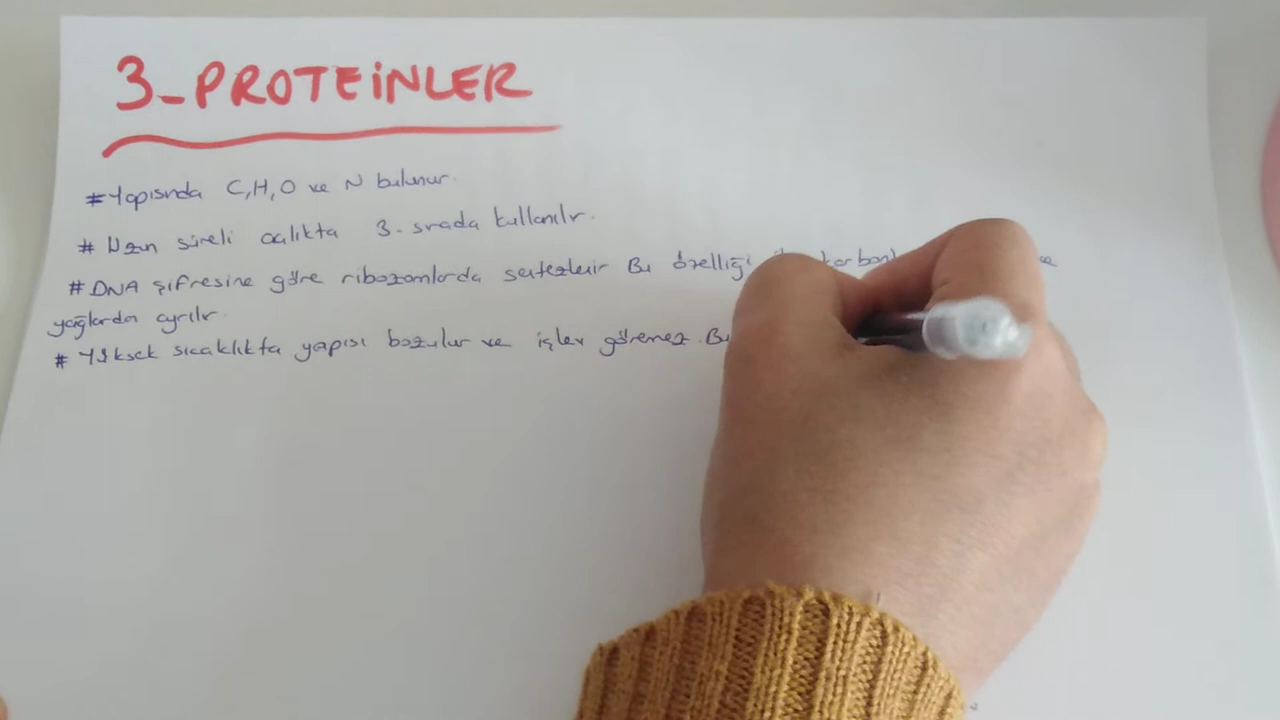 3-PROTEİNLER
# Yapısında C,H,O ve N bulunur.
# Uzun süreli açlıkta 3. sırada kullanılır.
# DNA şifresine göre ribozomlarda sentezlenir Bu özelliği
yağlardan ayrılır.
# Yüksek sıcaklıkta yapısı bozulur ve işlev göremez. Bu